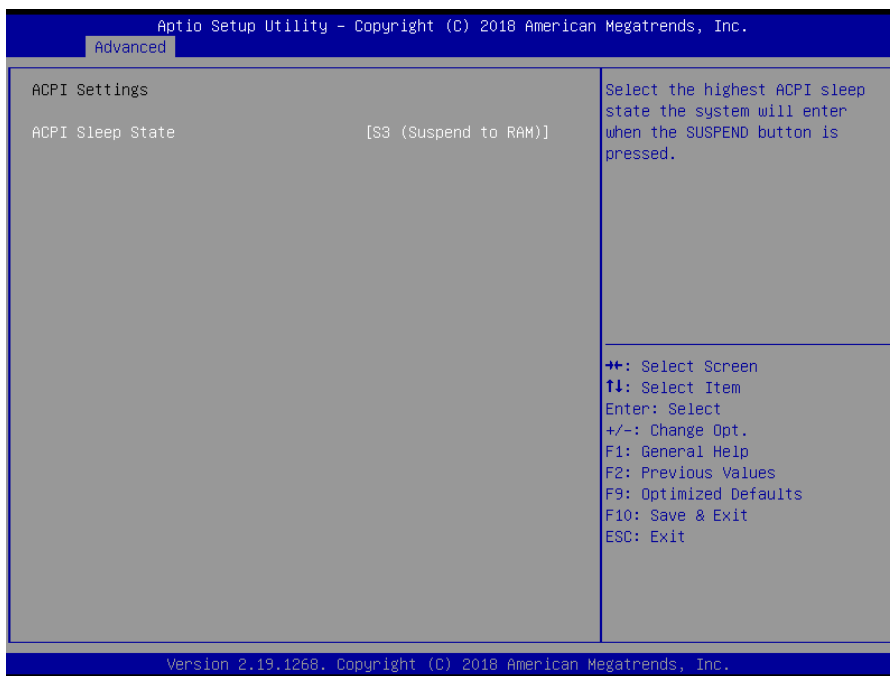 Aptio Setup Utility – Copyright (C) 2018 American Megatrends, Inc.
Advanced
ACPI Settings
ACPI Sleep State [S3 (Suspend to RAM)]
Select the highest ACPI sleep
state the system will enter
when the SUSPEND button is
pressed.
→←: Select Screen
↑↓: Select Item
Enter: Select
+/-: Change Opt.
F1: General Help
F2: Previous Values
F9: Optimized Defaults
F10: Save & Exit
ESC: Exit
Version 2.19.1268. Copyright (C) 2018 American Megatrends, Inc.